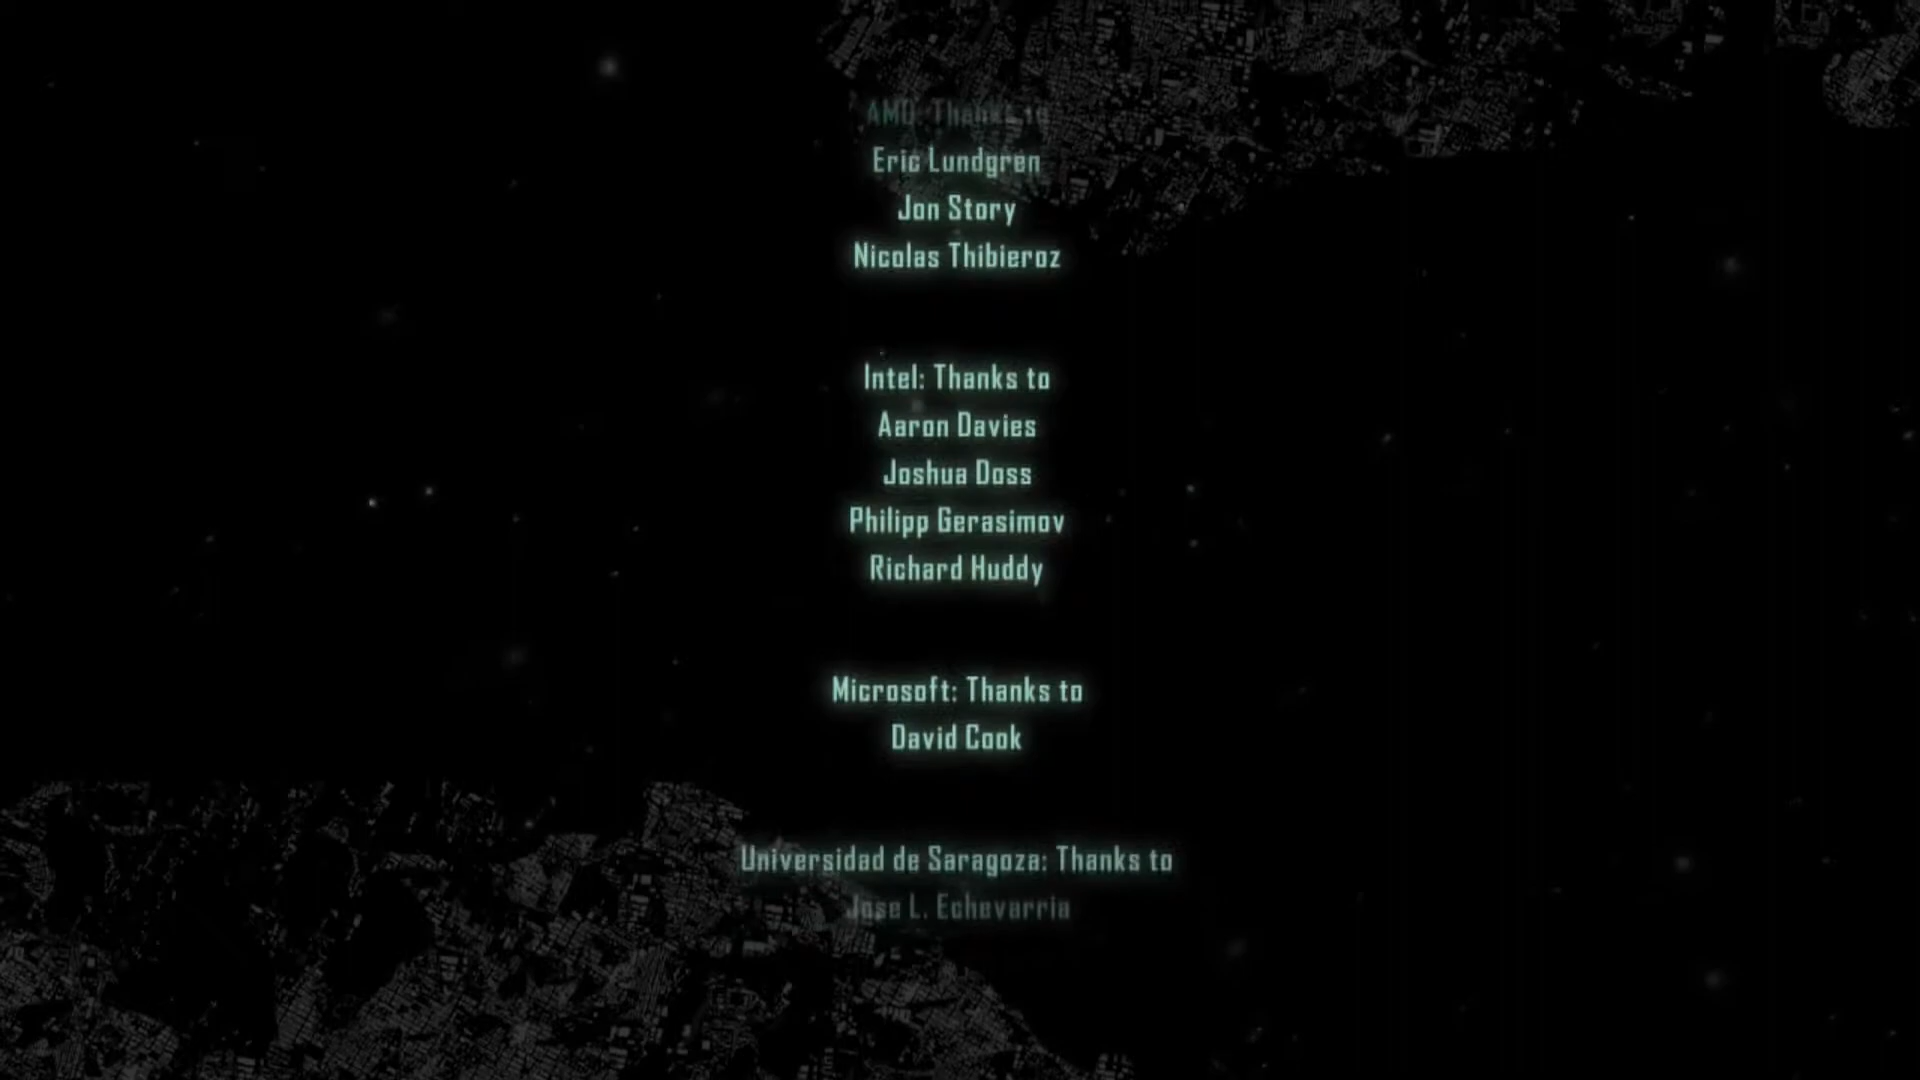 AMD: Thanks to
Eric Lundgren
Jon Story
Nicolas Thibieroz
Intel: Thanks to
Aaron Davies
Joshua Doss
Philipp Gerasimov
Richard Huddy
Microsoft: Thanks to
David Cook
Universidad de Saragoza: Thanks to
Jose L. Echevarria